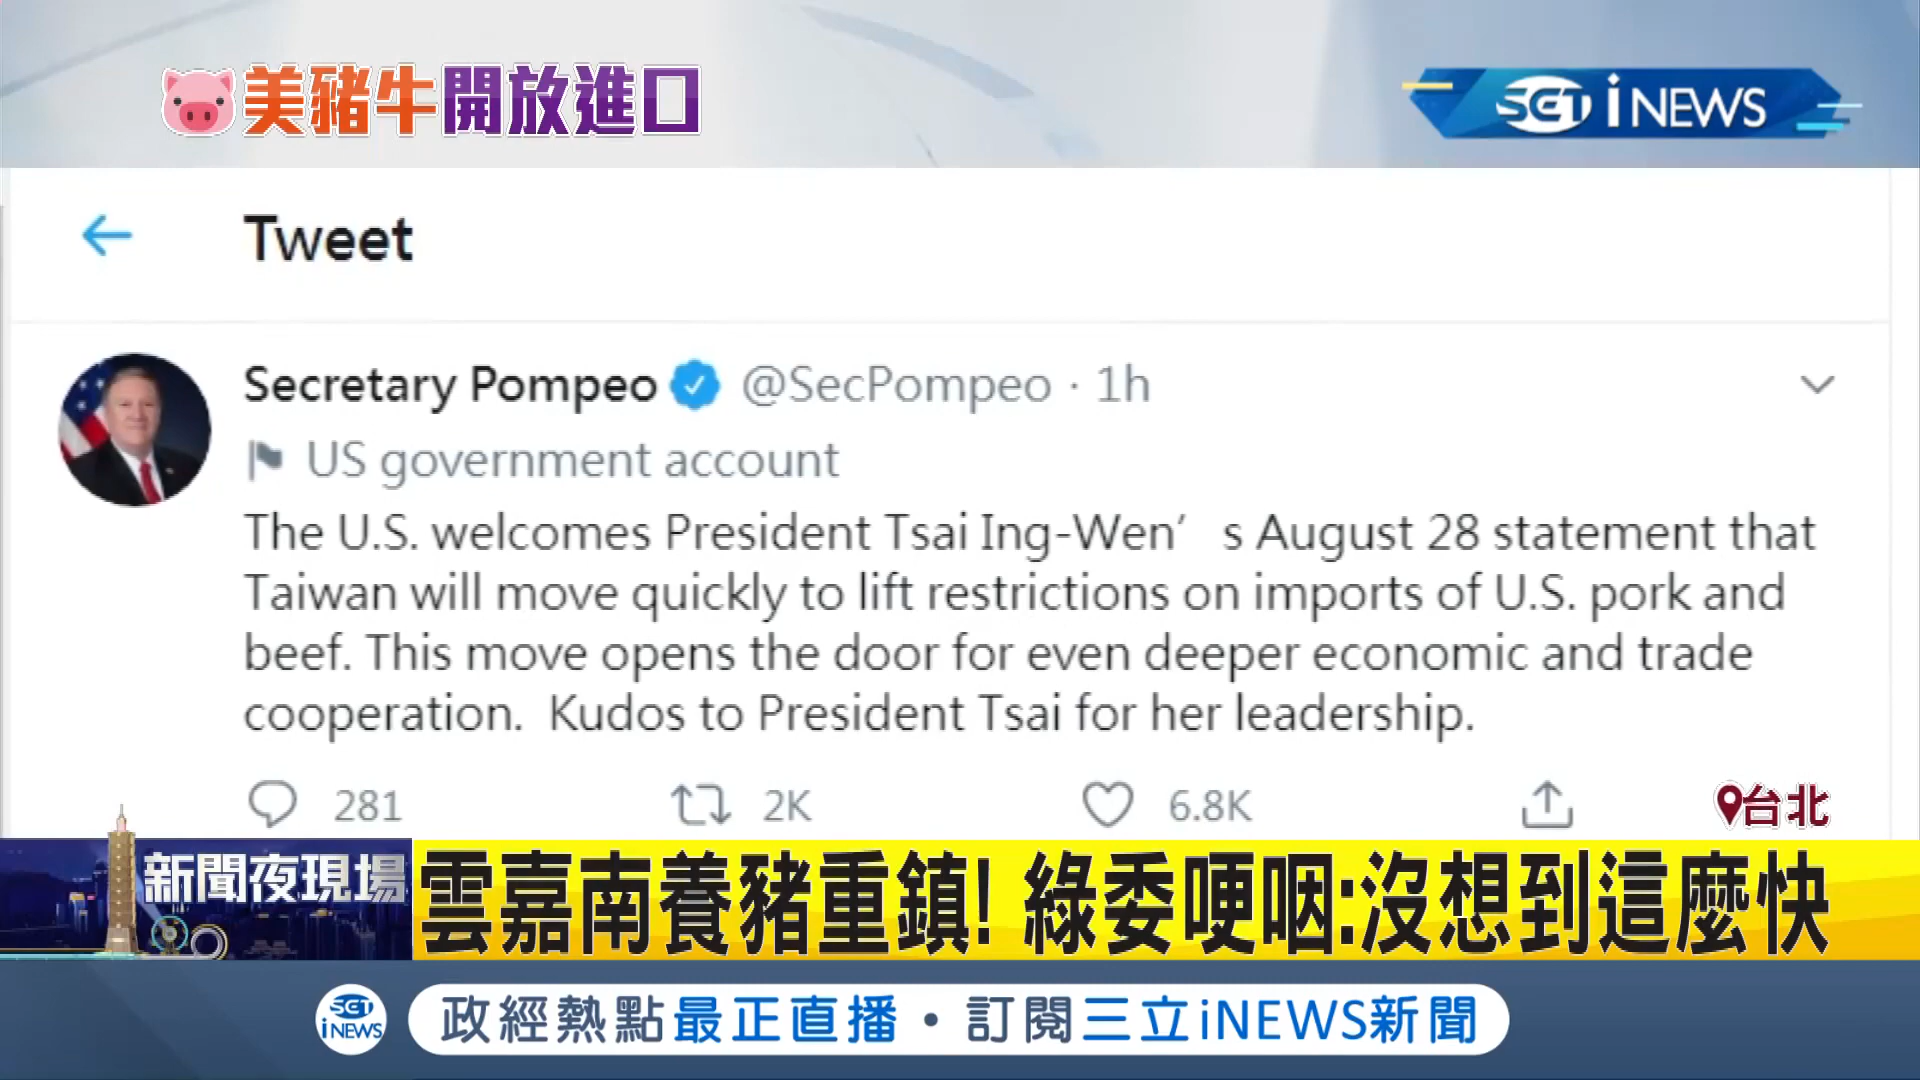 美豬牛開放進口
SET iNEWS
Tweet
Secretary Pompeo @SecPompeo · 1h
US government account
The U.S. welcomes President Tsai Ing-Wen’ s August 28 statement that
Taiwan will move quickly to lift restrictions on imports of U.S. pork and
beef. This move opens the door for even deeper economic and trade
cooperation. Kudos to President Tsai for her leadership.
281 2K 6.8K
台北
新聞夜現場
雲嘉南養豬重鎮! 綠委哽咽:沒想到這麼快
SET iNEWS
政經熱點最正直播・訂閱三立iNEWS新聞